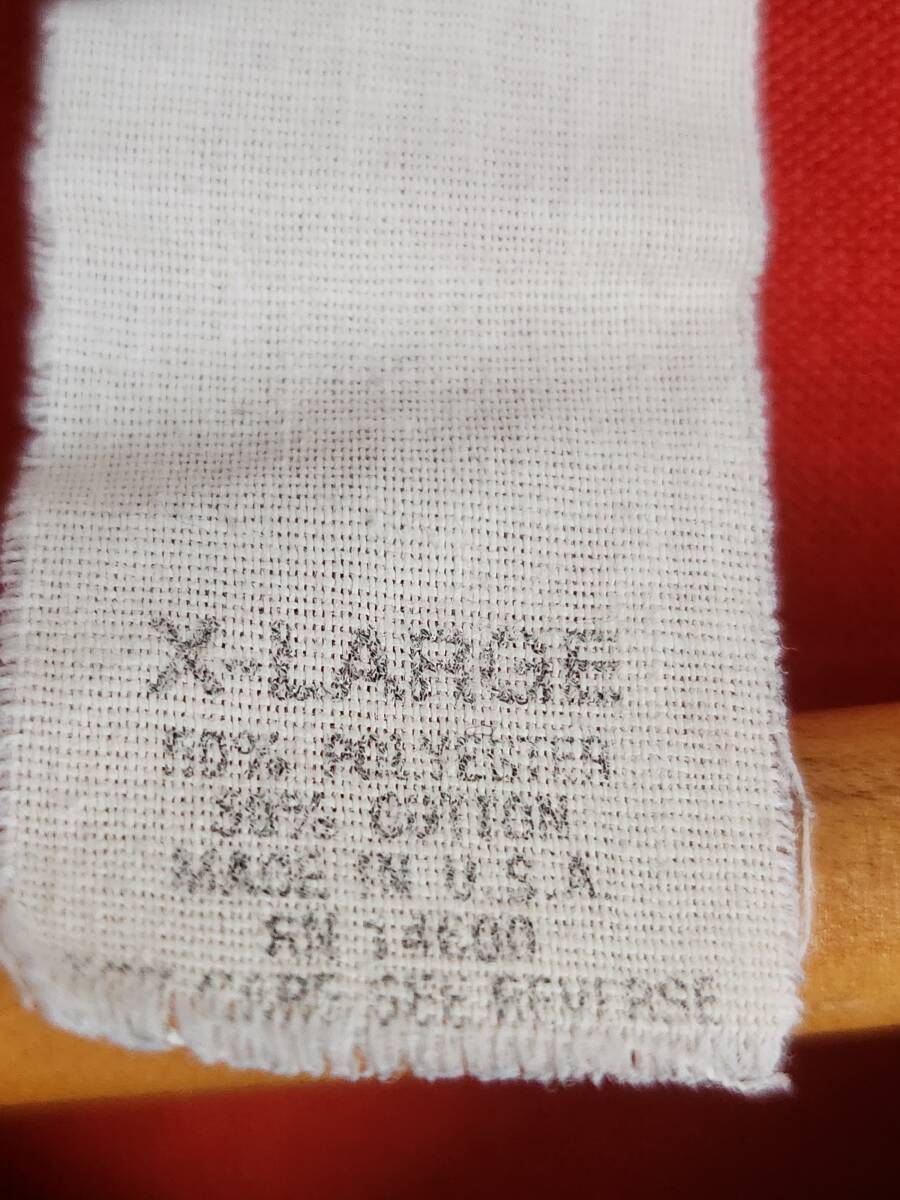 X-LARGE
50% POLYESTER
50% COTTON
MADE IN U.S.A.
RN 14600
CARE SEE REVERSE